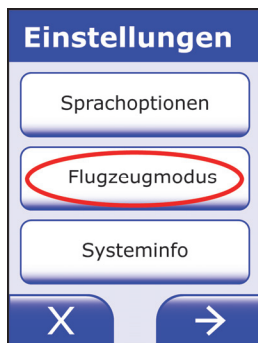 Einstellungen
Sprachoptionen
Flugzeugmodus
Systeminfo
X →